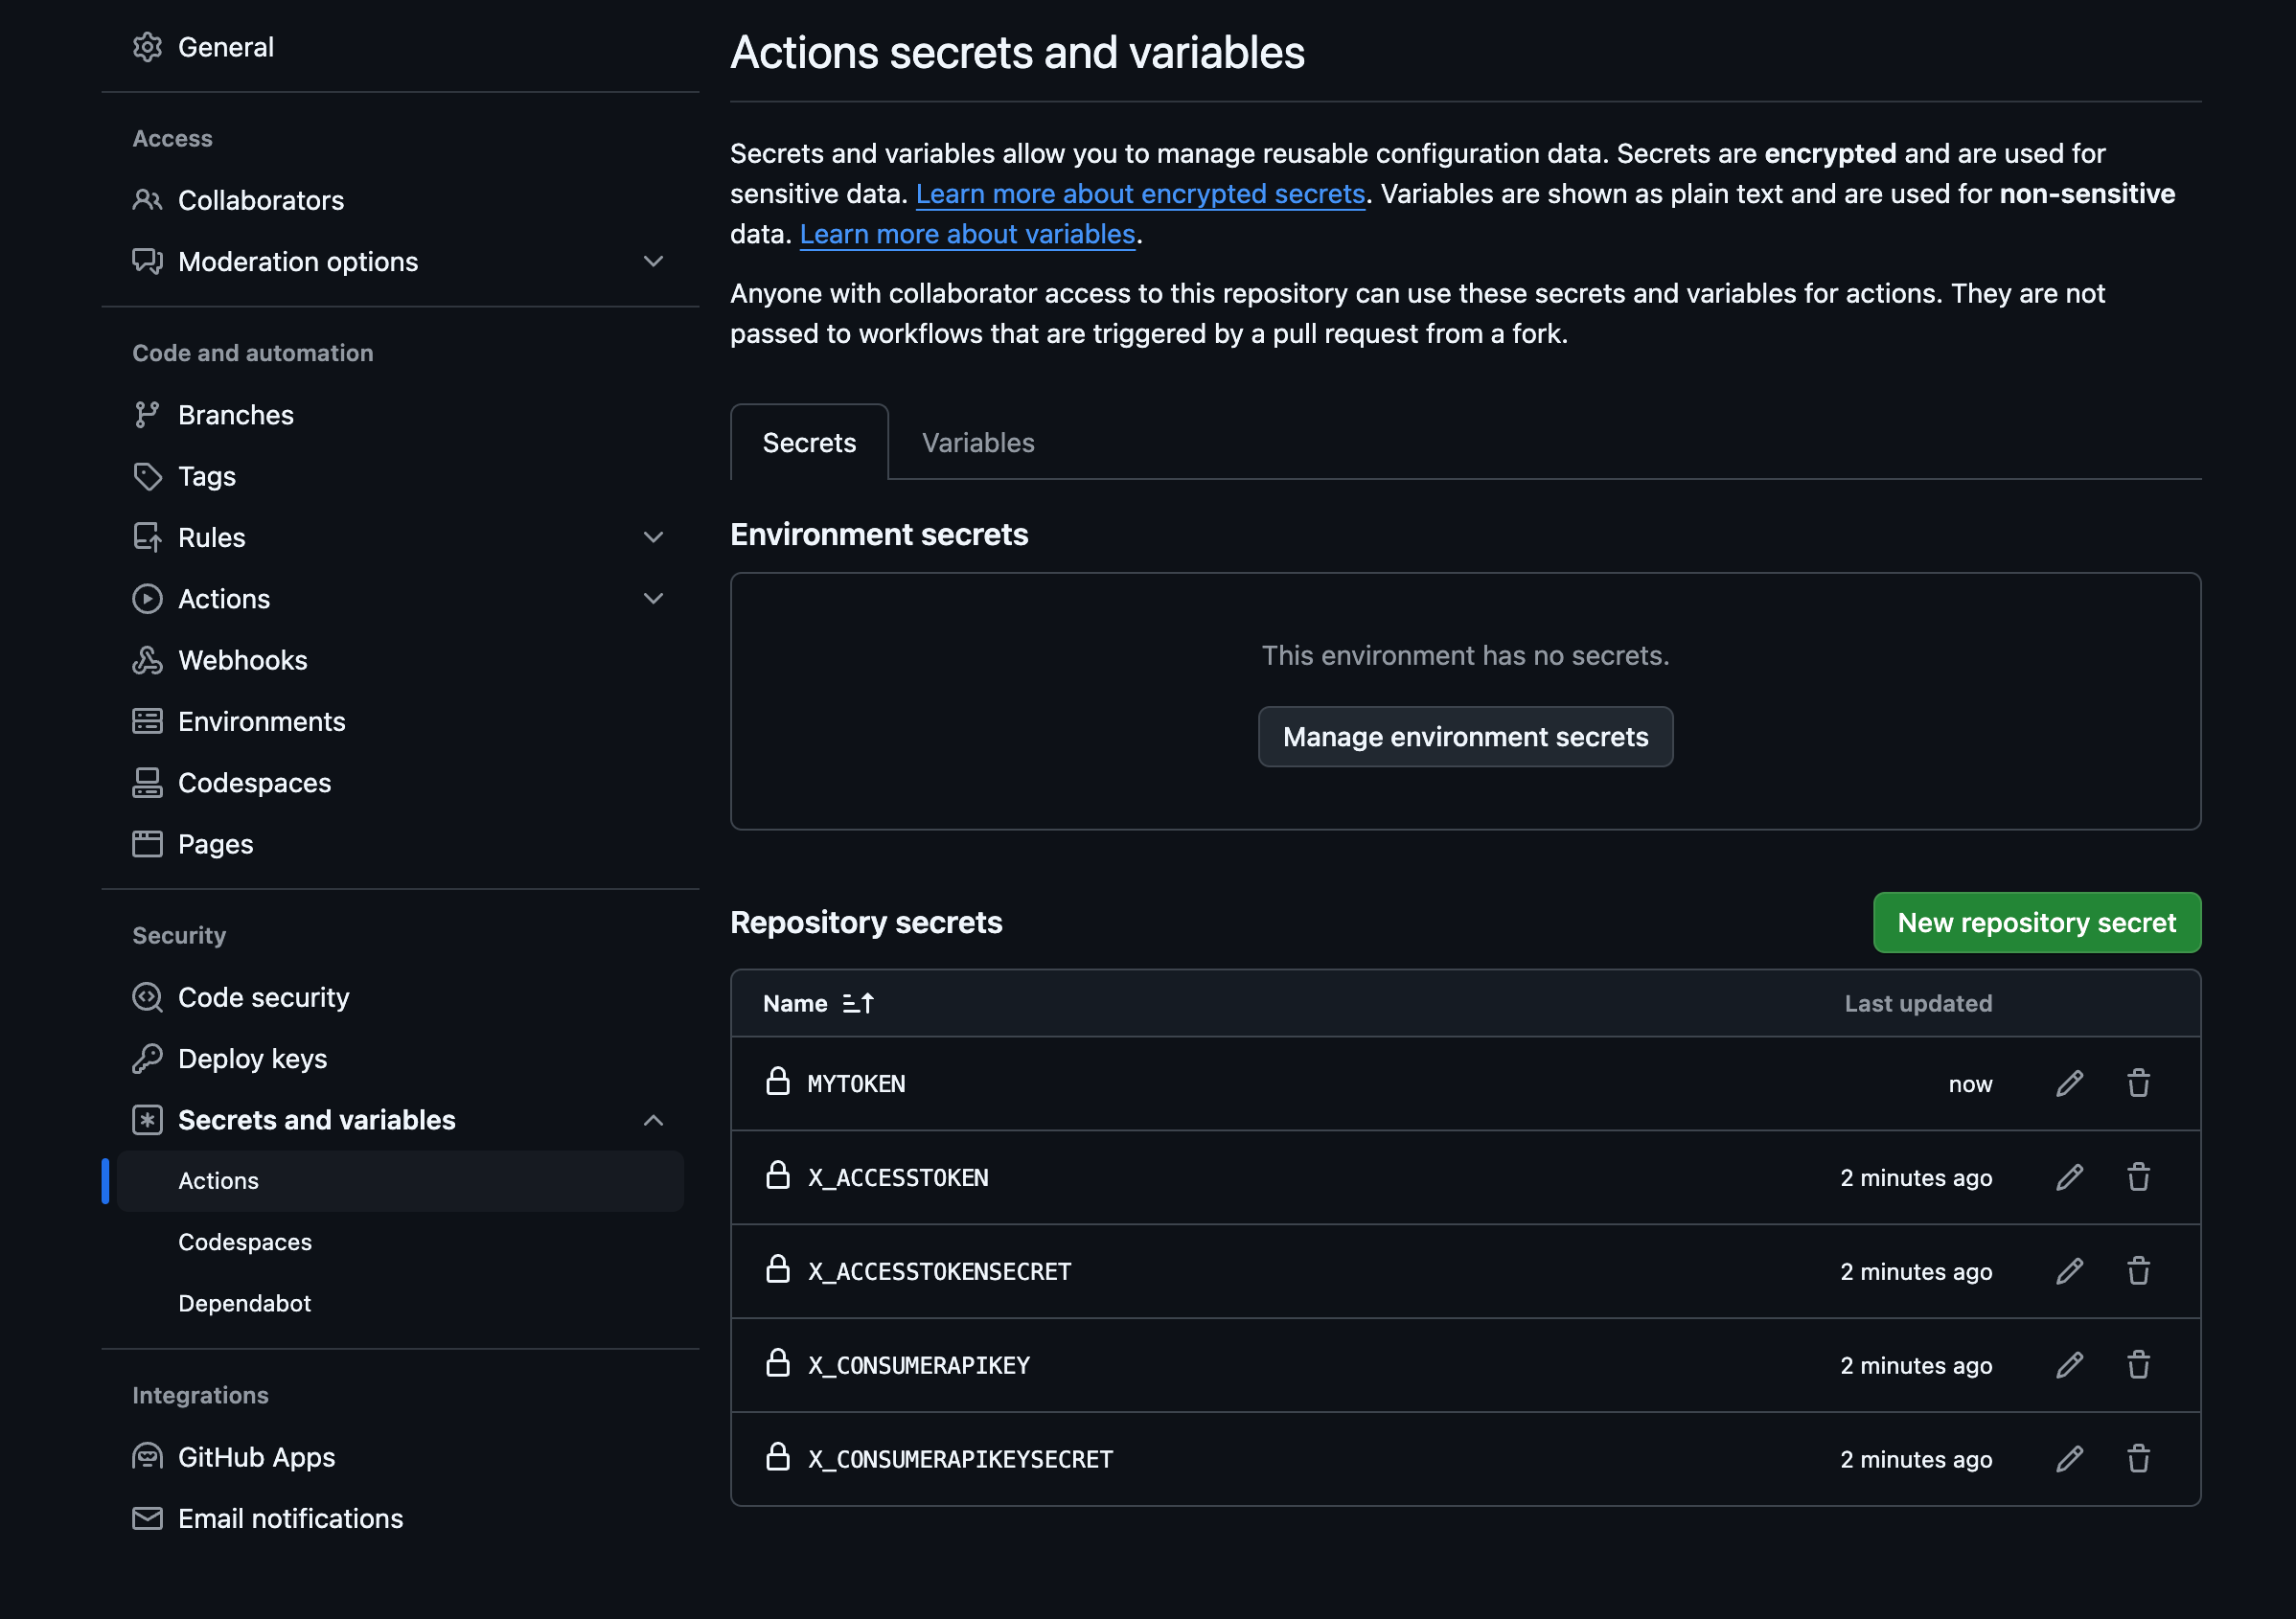 General
Access
Collaborators
Moderation options
Code and automation
Branches
Tags
Rules
Actions
Webhooks
Environments
Codespaces
Pages
Security
Code security
Deploy keys
Secrets and variables
Actions
Codespaces
Dependabot
Integrations
GitHub Apps
Email notifications
Actions secrets and variables
Secrets and variables allow you to manage reusable configuration data. Secrets are encrypted and are used for
sensitive data. Learn more about encrypted secrets. Variables are shown as plain text and are used for non-sensitive
data. Learn more about variables.
Anyone with collaborator access to this repository can use these secrets and variables for actions. They are not
passed to workflows that are triggered by a pull request from a fork.
Secrets Variables
Environment secrets
This environment has no secrets.
Manage environment secrets
Repository secrets New repository secret
Name Last updated
MYTOKEN now
X_ACCESSTOKEN 2 minutes ago
X_ACCESSTOKENSECRET 2 minutes ago
X_CONSUMERAPIKEY 2 minutes ago
X_CONSUMERAPIKEYSECRET 2 minutes ago